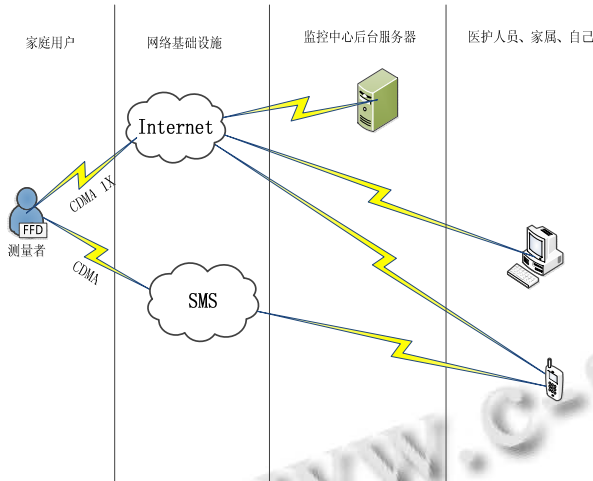 家庭用户
网络基础设施
监控中心后台服务器
医护人员、家属、自己
Internet
CDMA 1X
FFD
测量者
CDMA
SMS